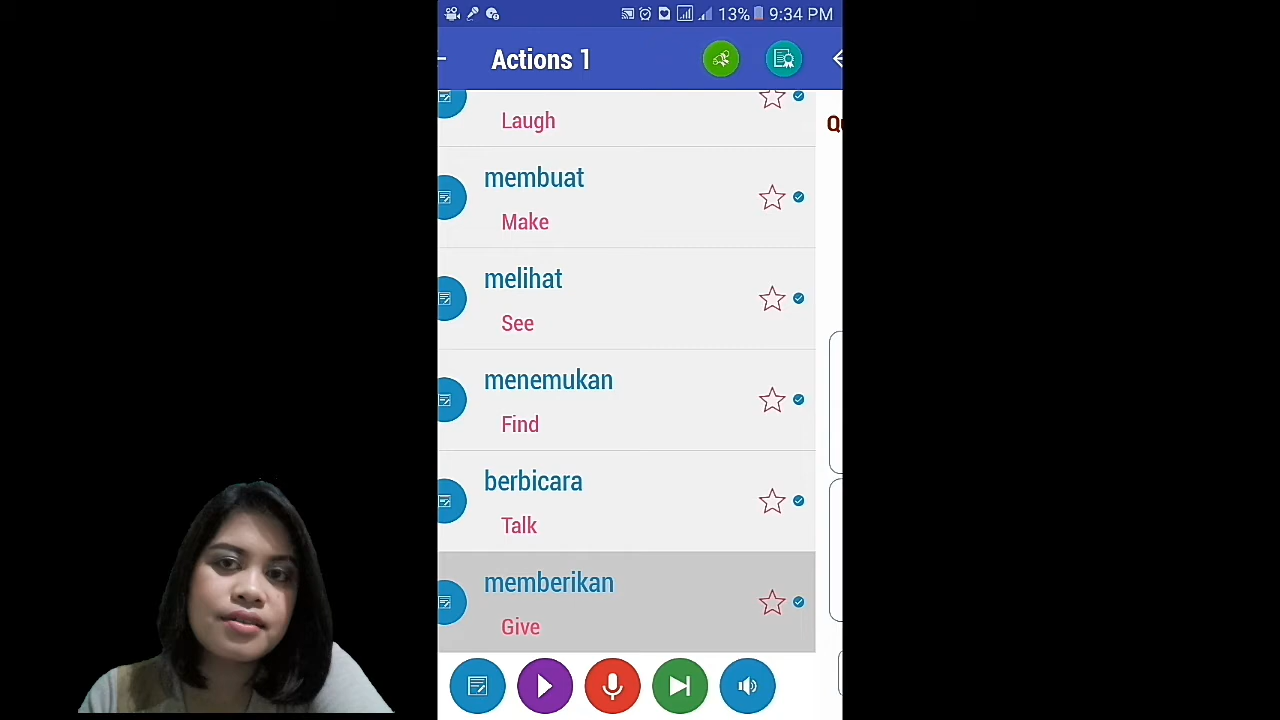 13% 9:34 PM
Actions 1
Laugh
membuat
Make
melihat
See
menemukan
Find
berbicara
Talk
memberikan
Give